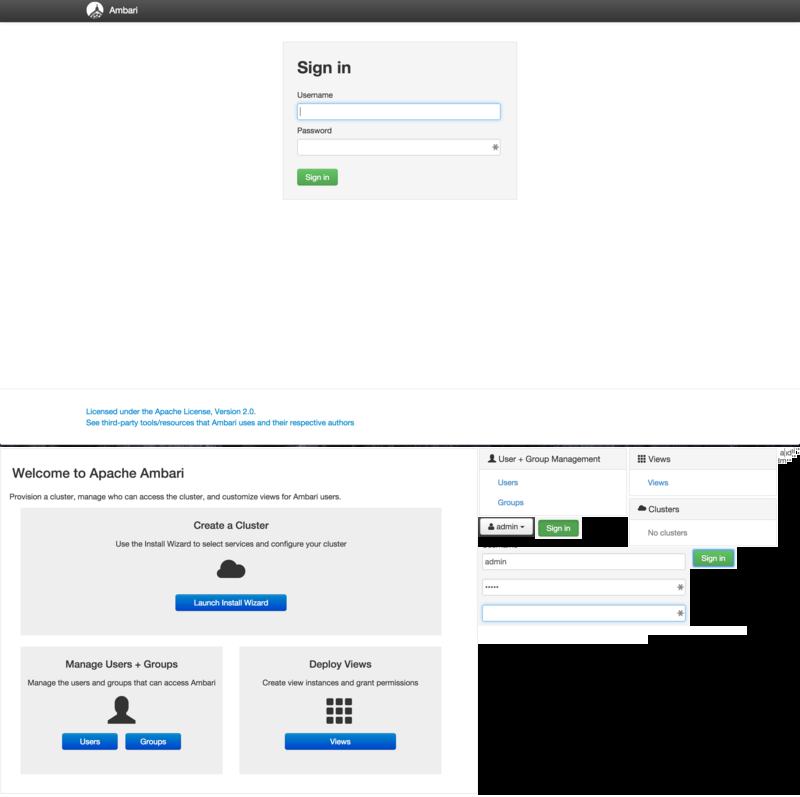 Ambari
Sign in
Username
Password
Sign in
Licensed under the Apache License, Version 2.0.
See third-party tools/resources that Ambari uses and their respective authors
Welcome to Apache Ambari
Provision a cluster, manage who can access the cluster, and customize views for Ambari users.
Create a Cluster
Use the Install Wizard to select services and configure your cluster
Launch Install Wizard
Manage Users + Groups
Manage the users and groups that can access Ambari
Users
Groups
Deploy Views
Create view instances and grant permissions
Views
User + Group Management
Users
Groups
Views
Views
Clusters
No clusters
admin
Sign in
admin
•••••
Sign in